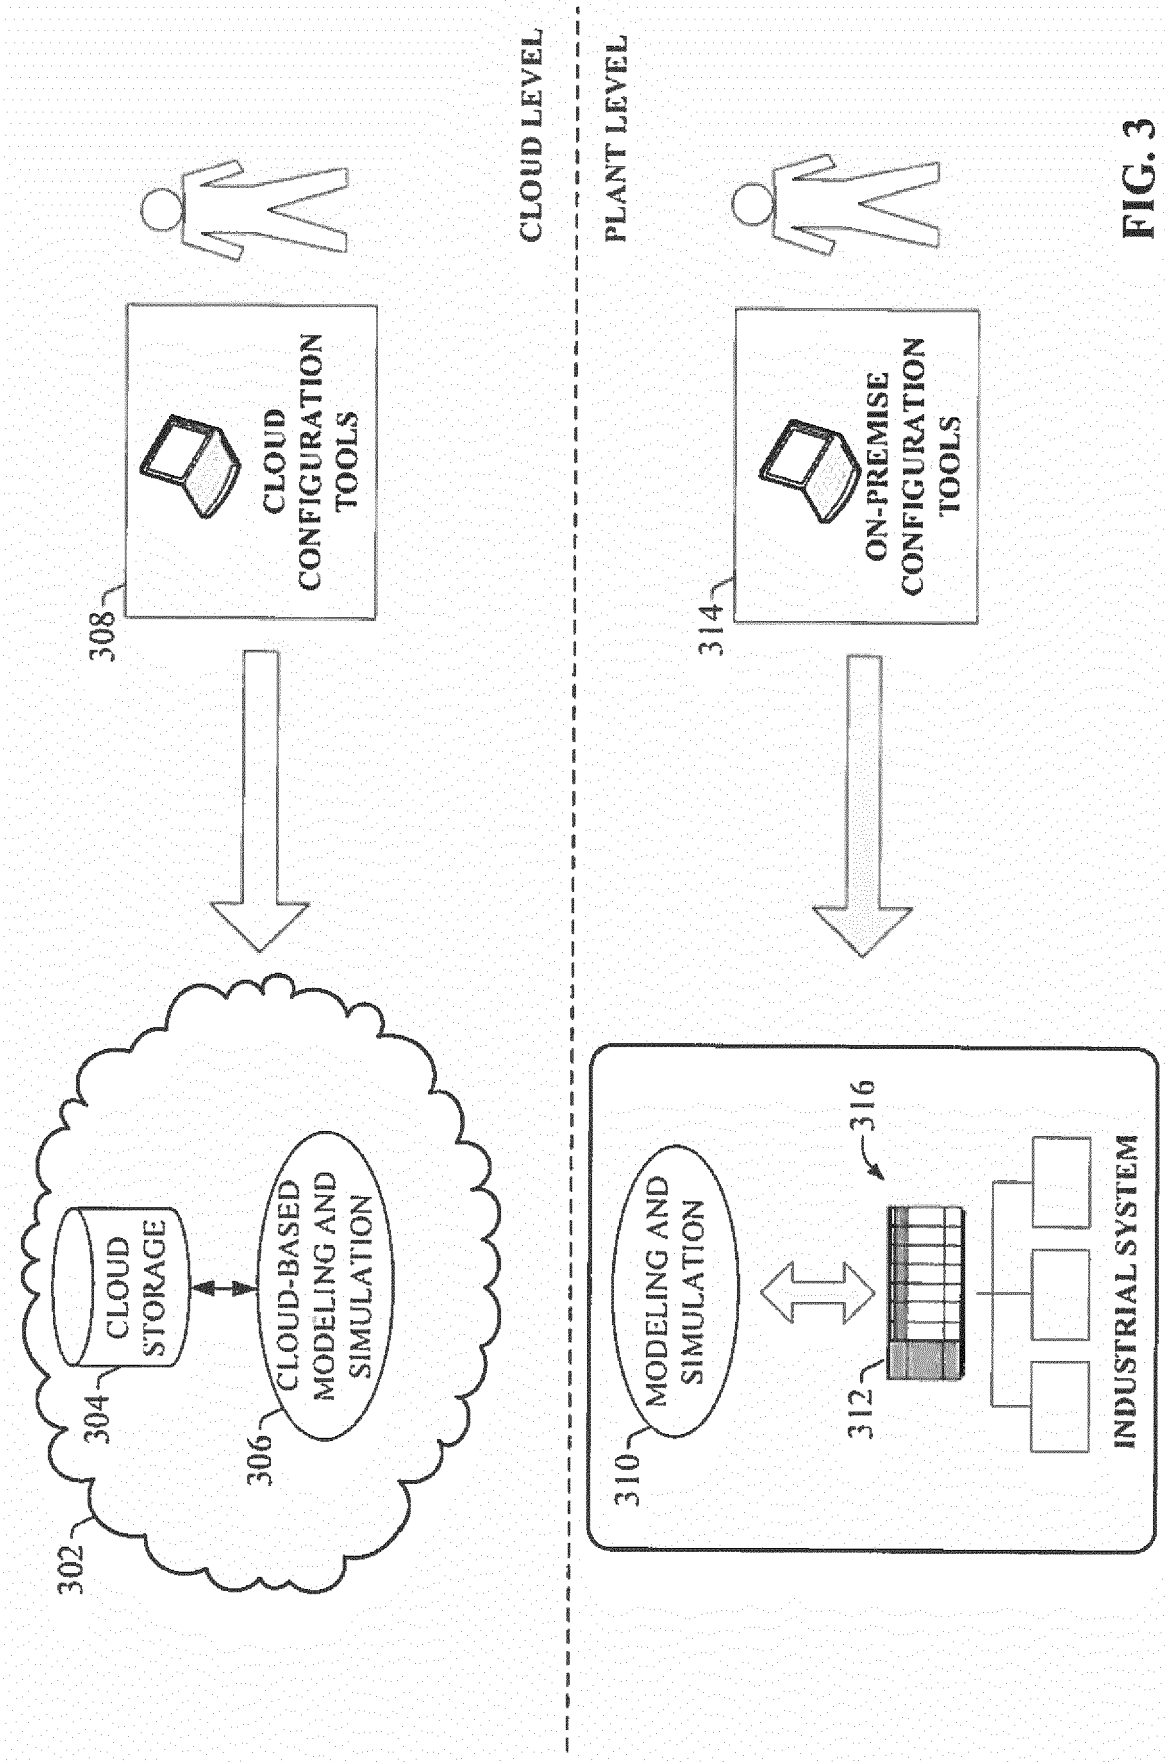 302
304
CLOUD
STORAGE
306
CLOUD-BASED
MODELING AND
SIMULATION
308
CLOUD
CONFIGURATION
TOOLS
CLOUD LEVEL
PLANT LEVEL
310
MODELING AND
SIMULATION
312
316
INDUSTRIAL SYSTEM
314
ON-PREMISE
CONFIGURATION
TOOLS
FIG. 3